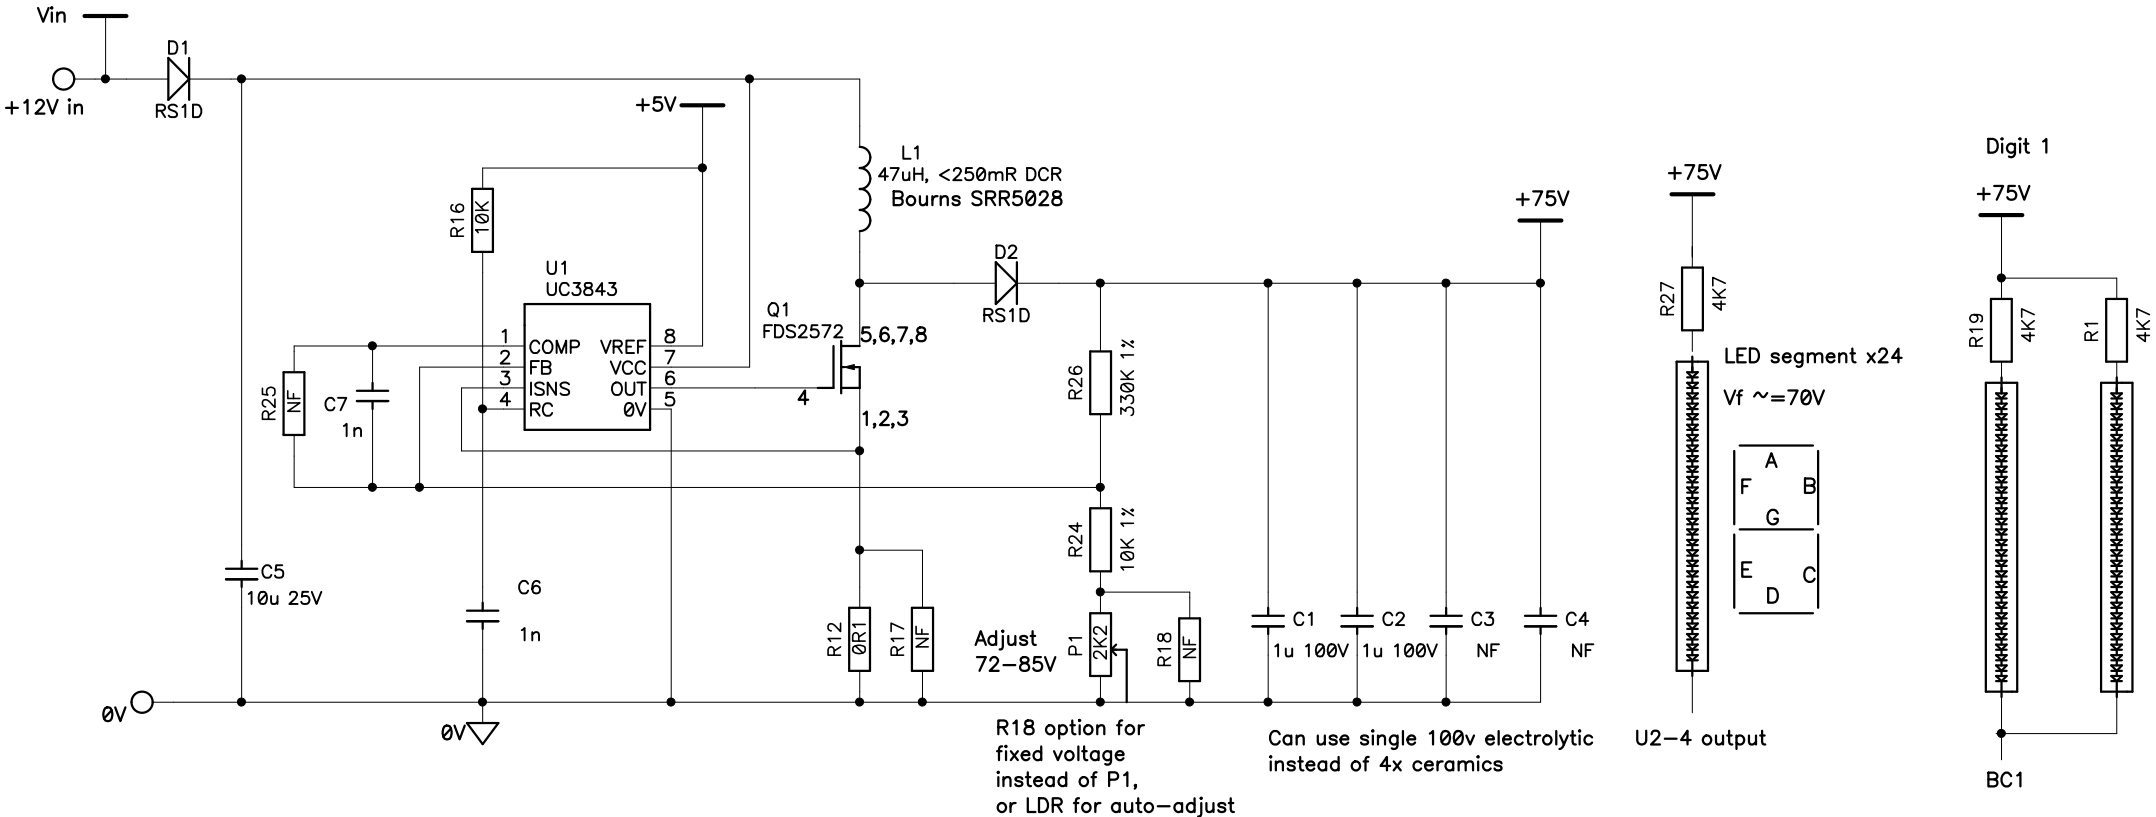 Vin
+12V in
D1
RS1D
+5V
L1
47uH, <250mR DCR
Bourns SRR5028
R16
10K
U1
UC3843
1
2
3
4
COMP
FB
ISNS
RC
VREF
VCC
OUT
0V
8
7
6
5
Q1
FDS2572
5,6,7,8
4
1,2,3
D2
RS1D
R25
NF
C7
1n
C5
10u 25V
C6
1n
0V
0V
R12
0R1
R17
NF
R26
330K 1%
R24
10K 1%
Adjust
72-85V
P1
2K2
R18
NF
R18 option for
fixed voltage
instead of P1,
or LDR for auto-adjust
C1
1u 100V
C2
1u 100V
C3
NF
C4
NF
Can use single 100v electrolytic
instead of 4x ceramics
+75V
+75V
R27
4K7
LED segment x24
Vf ~=70V
A
F
B
G
E
C
D
U2-4 output
Digit 1
+75V
R19
4K7
R1
4K7
BC1